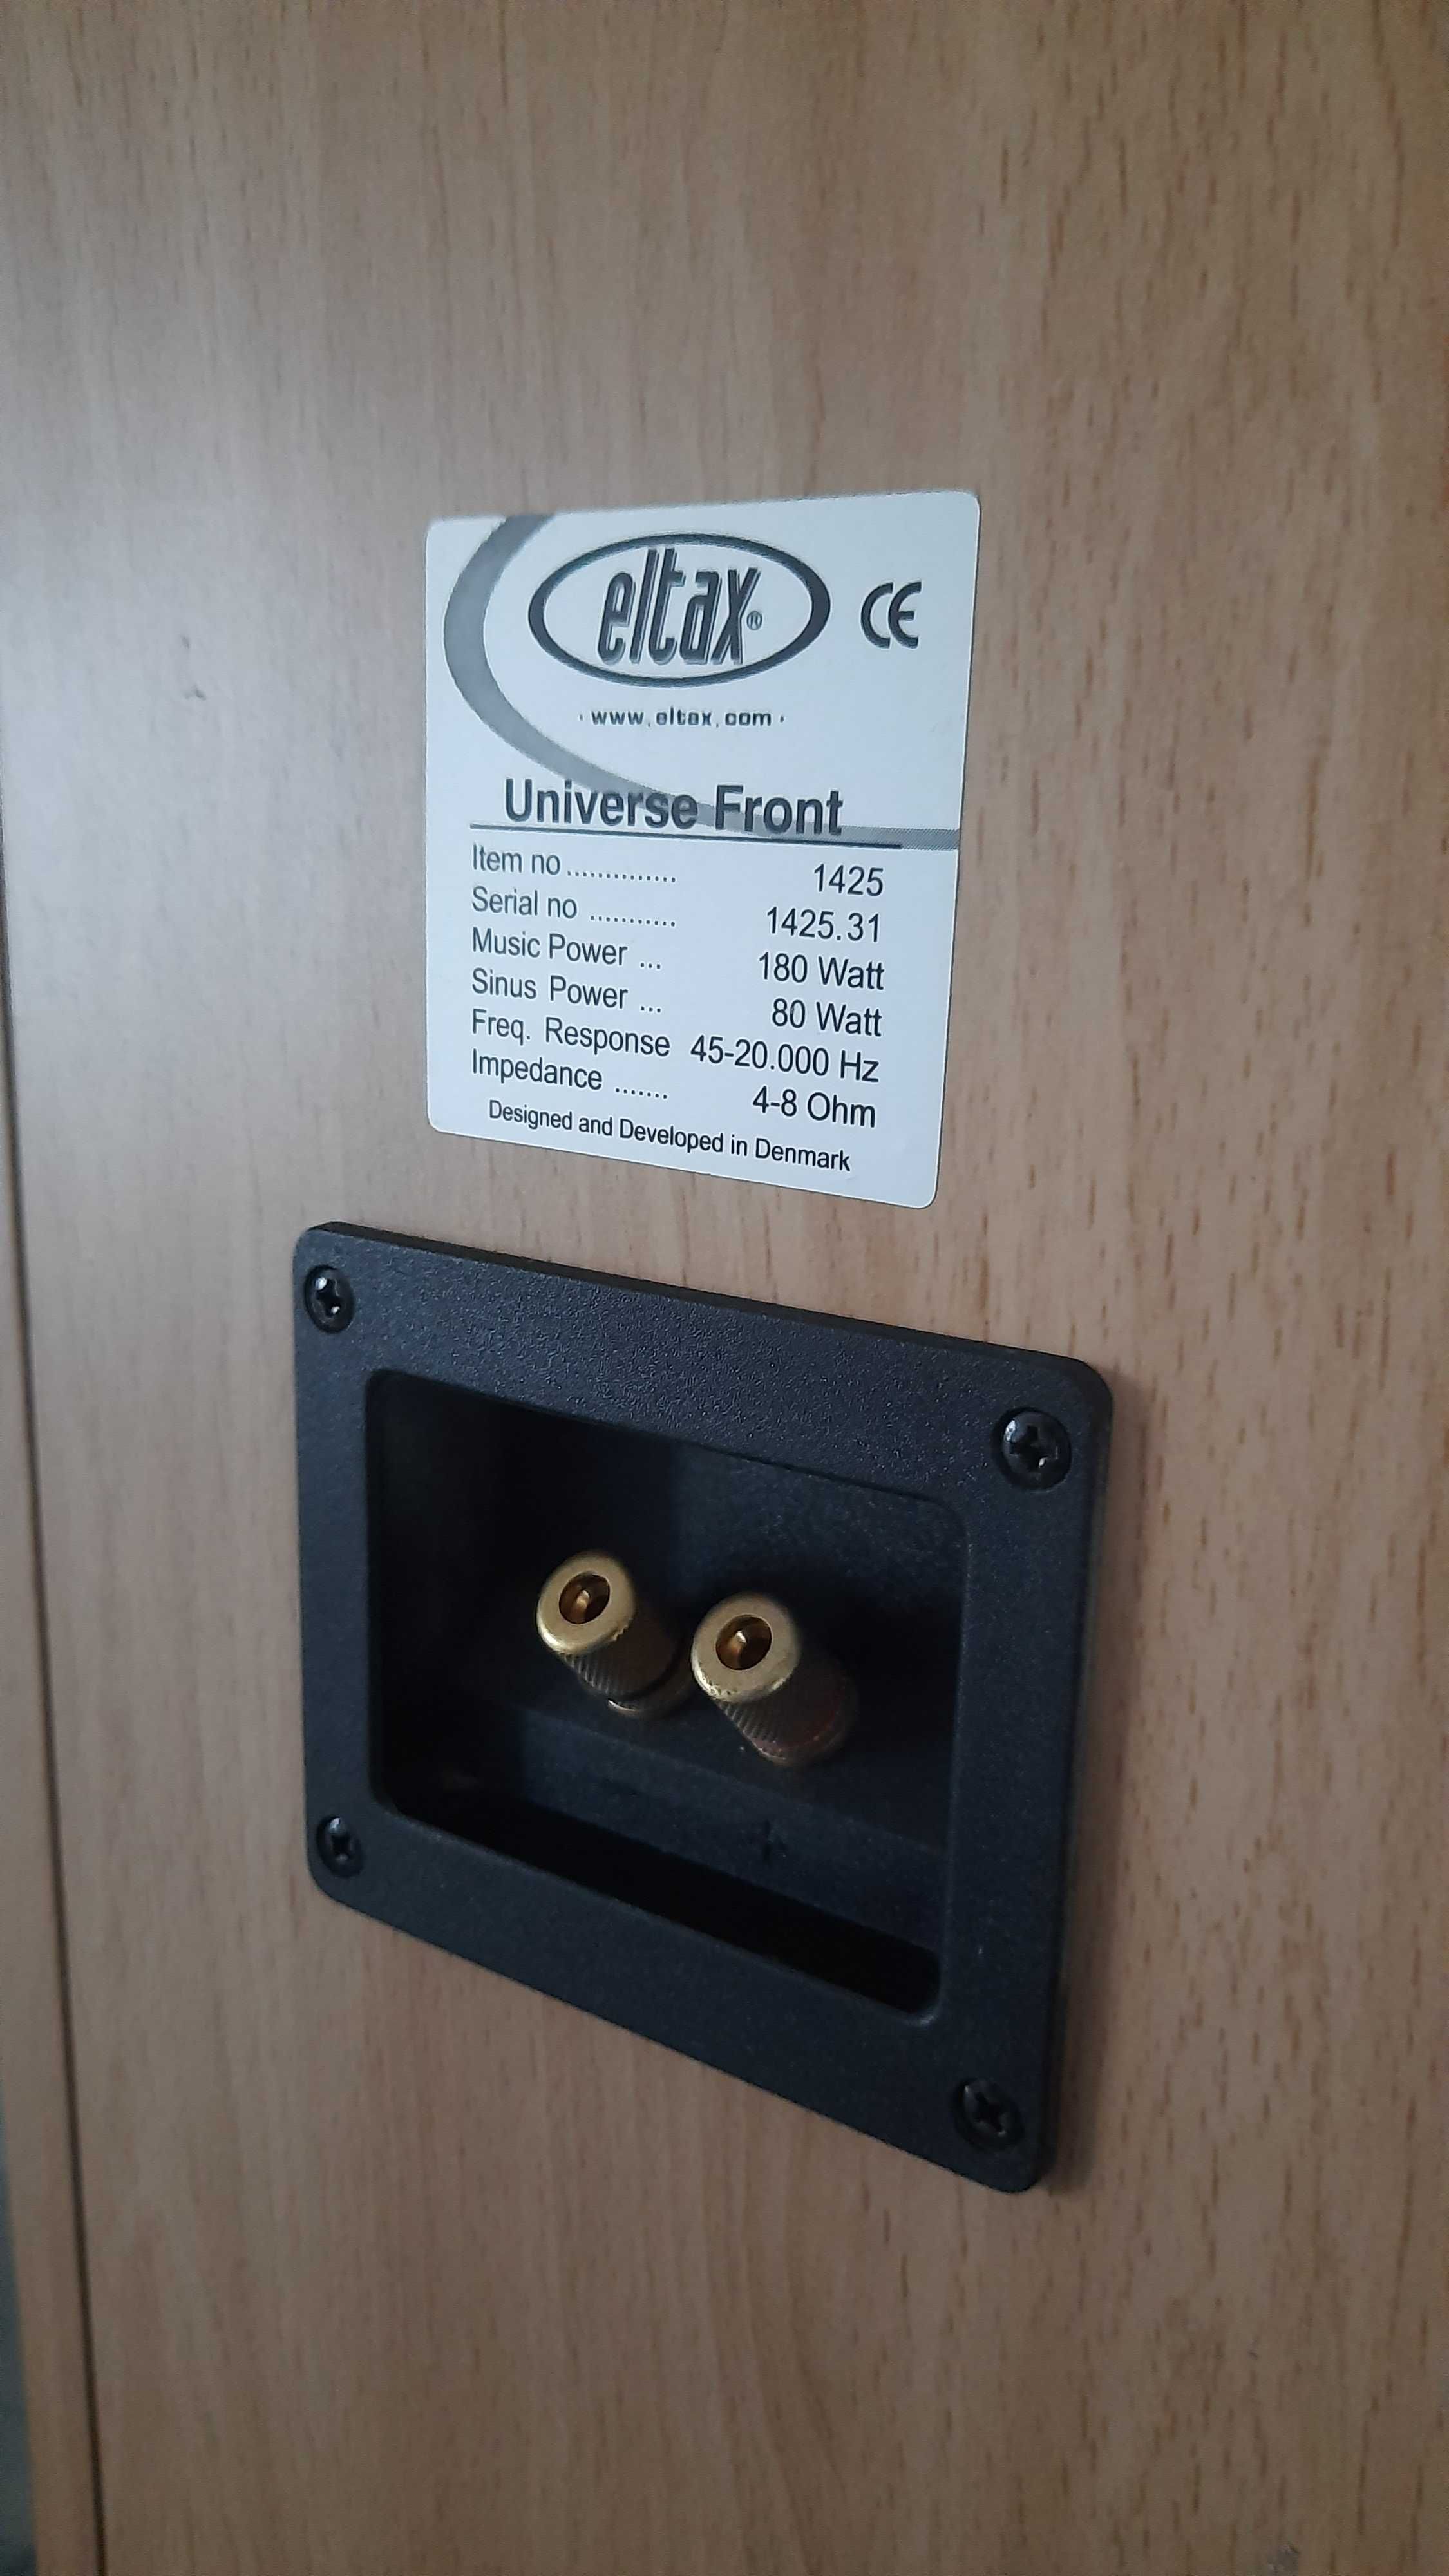 eltax®
CE
· www.eltax.com ·
Universe Front
Item no .............. 1425
Serial no ........... 1425.31
Music Power ... 180 Watt
Sinus Power ... 80 Watt
Freq. Response 45-20.000 Hz
Impedance ....... 4-8 Ohm
Designed and Developed in Denmark
- +